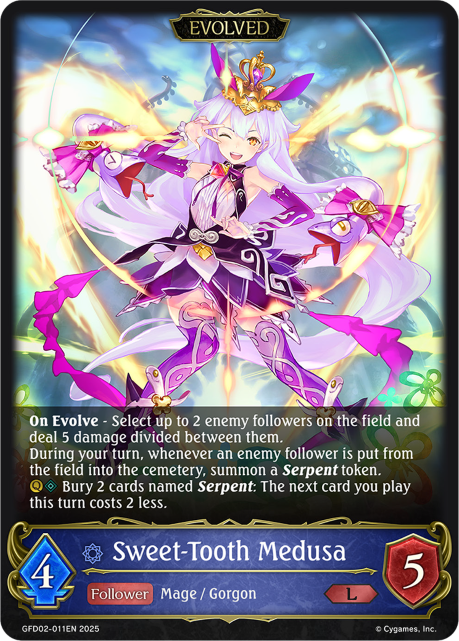 EVOLVED
On Evolve - Select up to 2 enemy followers on the field and
deal 5 damage divided between them.
During your turn, whenever an enemy follower is put from
the field into the cemetery, summon a Serpent token.
Q Bury 2 cards named Serpent: The next card you play
this turn costs 2 less.
Sweet-Tooth Medusa
4
5
Follower Mage / Gorgon L
GFD02-011EN 2025 © Cygames, Inc.